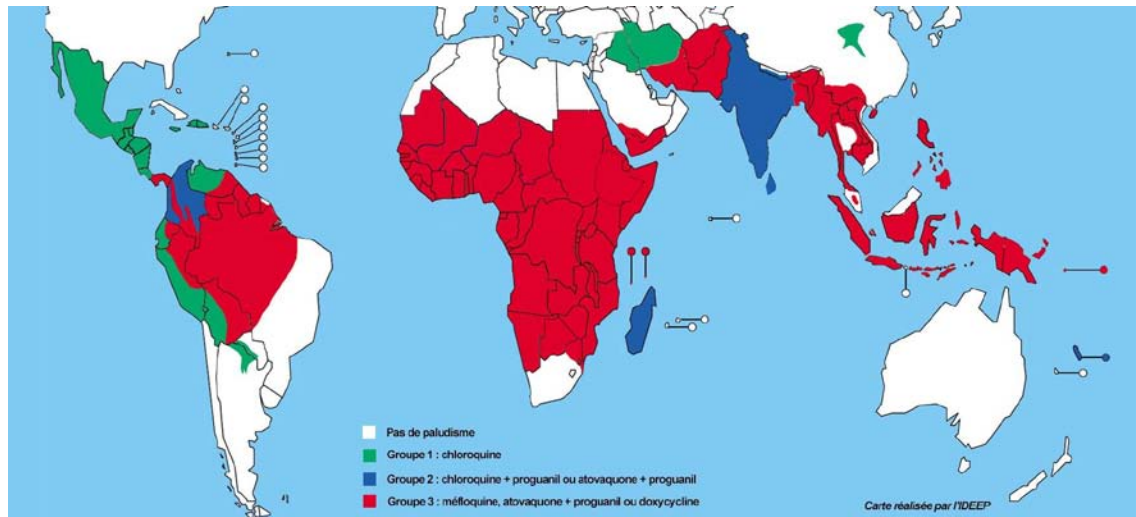 Pas de paludisme
Groupe 1 : chloroquine
Groupe 2 : chloroquine + proguanil ou atovaquone + proguanil
Groupe 3 : méfloquine, atovaquone + proguanil ou doxycycline
Carte réalisée par l'IDEEP